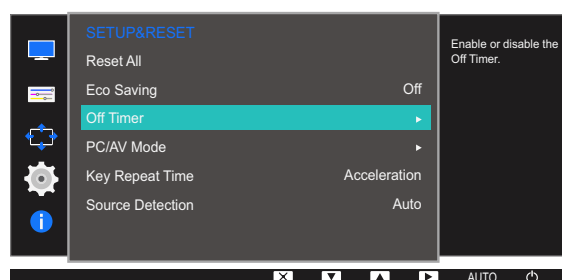 SETUP&RESET
Reset All
Eco Saving Off
Off Timer
PC/AV Mode
Key Repeat Time Acceleration
Source Detection Auto
Enable or disable the
Off Timer.
AUTO